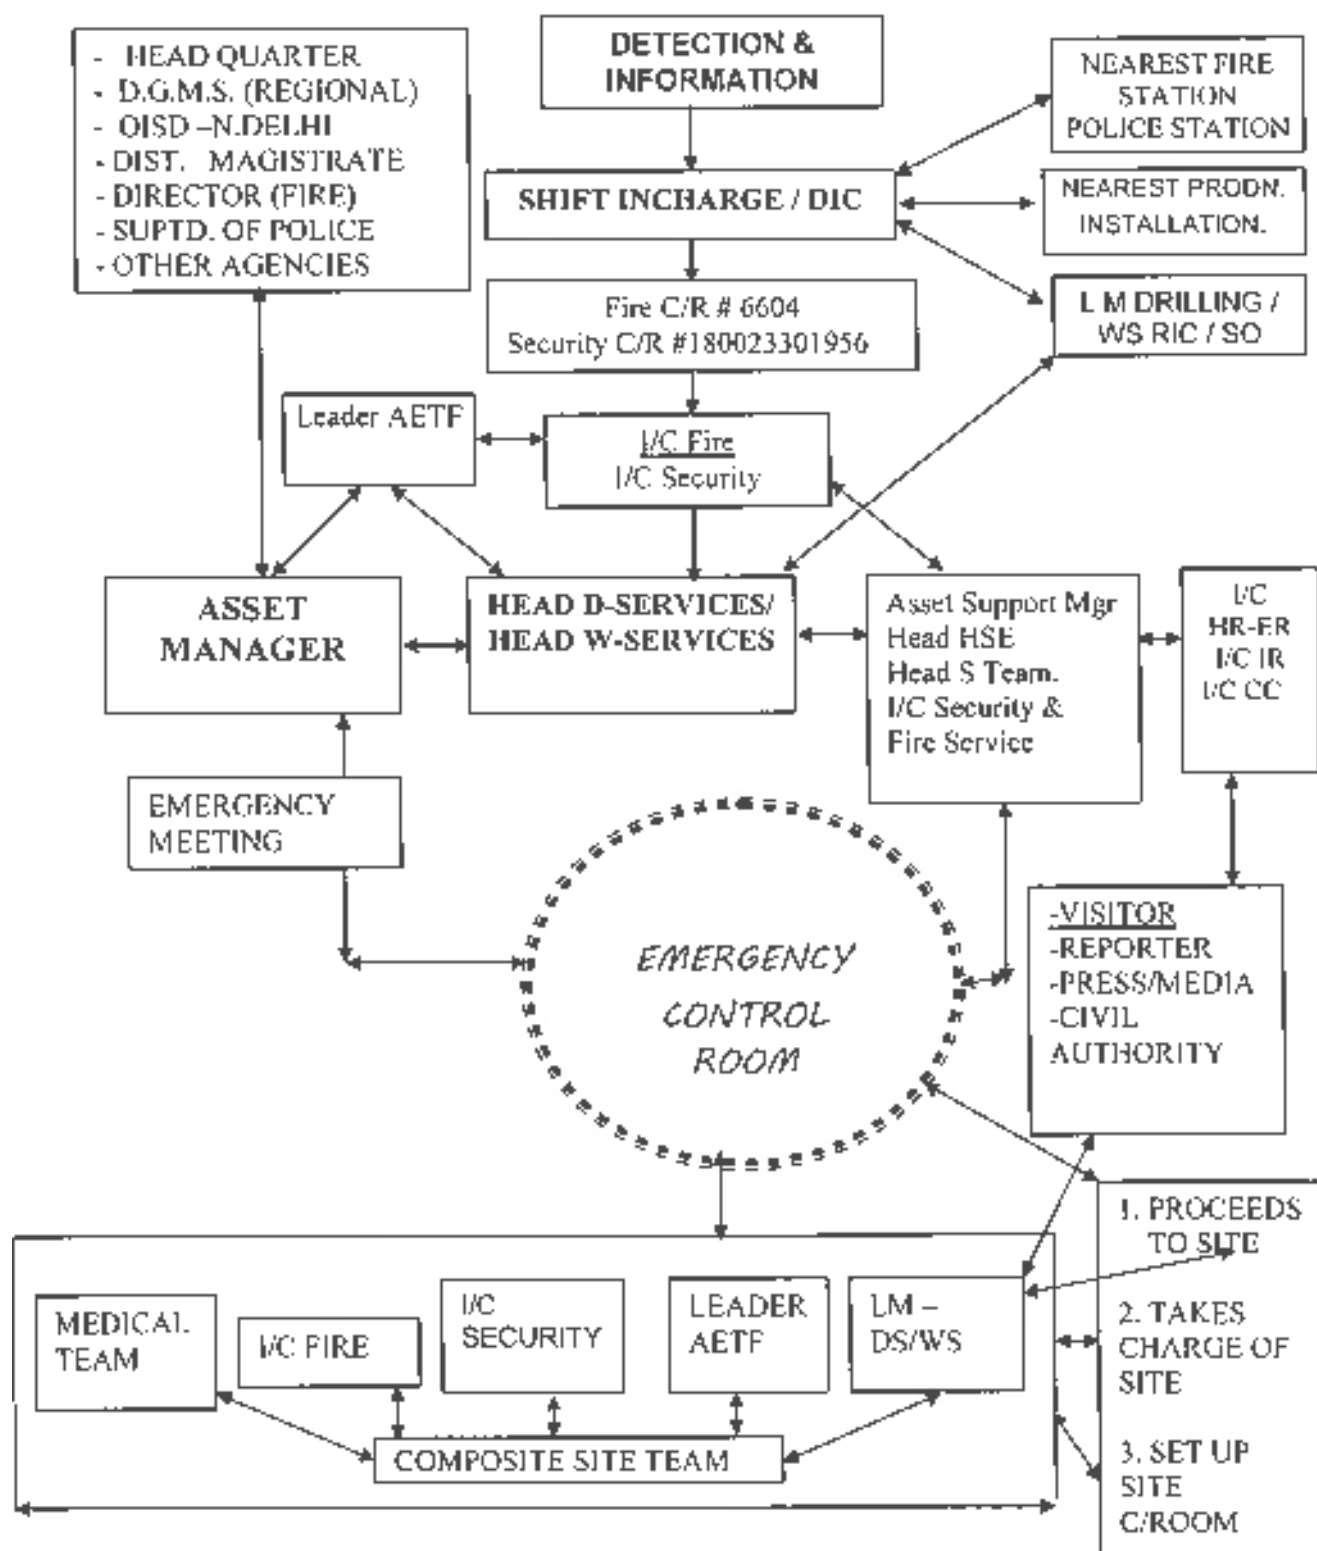 - HEAD QUARTER
- D.G.M.S. (REGIONAL)
- OISD –N.DELHI
- DIST. MAGISTRATE
- DIRECTOR (FIRE)
- SUPTD. OF POLICE
- OTHER AGENCIES
DETECTION &
INFORMATION
NEAREST FIRE
STATION
POLICE STATION
SHIFT INCHARGE / DIC
NEAREST PRODN.
INSTALLATION.
Fire C/R # 6604
Security C/R #180023301956
L M DRILLING /
WS RIC / SO
Leader AETF
I/C Fire
I/C Security
ASSET
MANAGER
HEAD D-SERVICES/
HEAD W-SERVICES
Asset Support Mgr
Head HSE
Head S Team.
I/C Security &
Fire Service
I/C
HR-ER
I/C IR
I/C CC
EMERGENCY
MEETING
EMERGENCY
CONTROL
ROOM
-VISITOR
-REPORTER
-PRESS/MEDIA
-CIVIL
AUTHORITY
1. PROCEEDS
TO SITE
2. TAKES
CHARGE OF
SITE
3. SET UP
SITE
C/ROOM
MEDICAL
TEAM
I/C FIRE
I/C
SECURITY
LEADER
AETF
LM –
DS/WS
COMPOSITE SITE TEAM